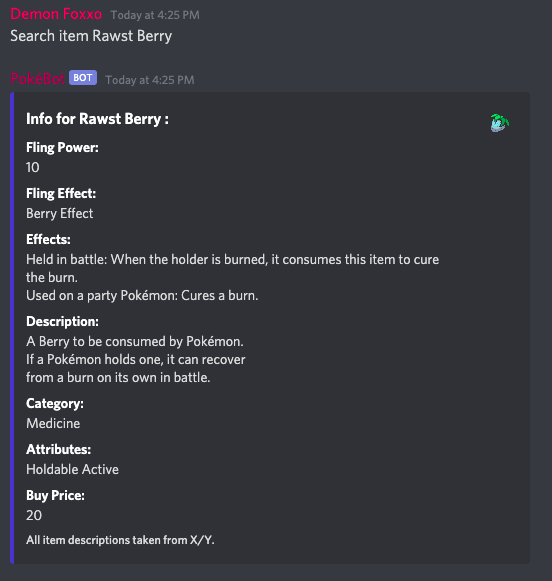 Demon Foxxo Today at 4:25 PM
Search item Rawst Berry
PokéBot BOT Today at 4:25 PM
Info for Rawst Berry :
Fling Power:
10
Fling Effect:
Berry Effect
Effects:
Held in battle: When the holder is burned, it consumes this item to cure
the burn.
Used on a party Pokémon: Cures a burn.
Description:
A Berry to be consumed by Pokémon.
If a Pokémon holds one, it can recover
from a burn on its own in battle.
Category:
Medicine
Attributes:
Holdable Active
Buy Price:
20
All item descriptions taken from X/Y.